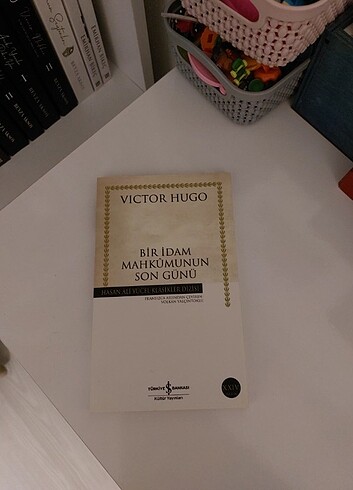 VICTOR HUGO
BİR İDAM
MAHKÛMUNUN
SON GÜNÜ
HASAN ÂLİ YÜCEL KLASİKLER DİZİSİ
FRANSIZCA ASLINDAN ÇEVİREN:
VOLKAN YALÇINTOKLU
TÜRKİYE İŞ BANKASI
Kültür Yayınları